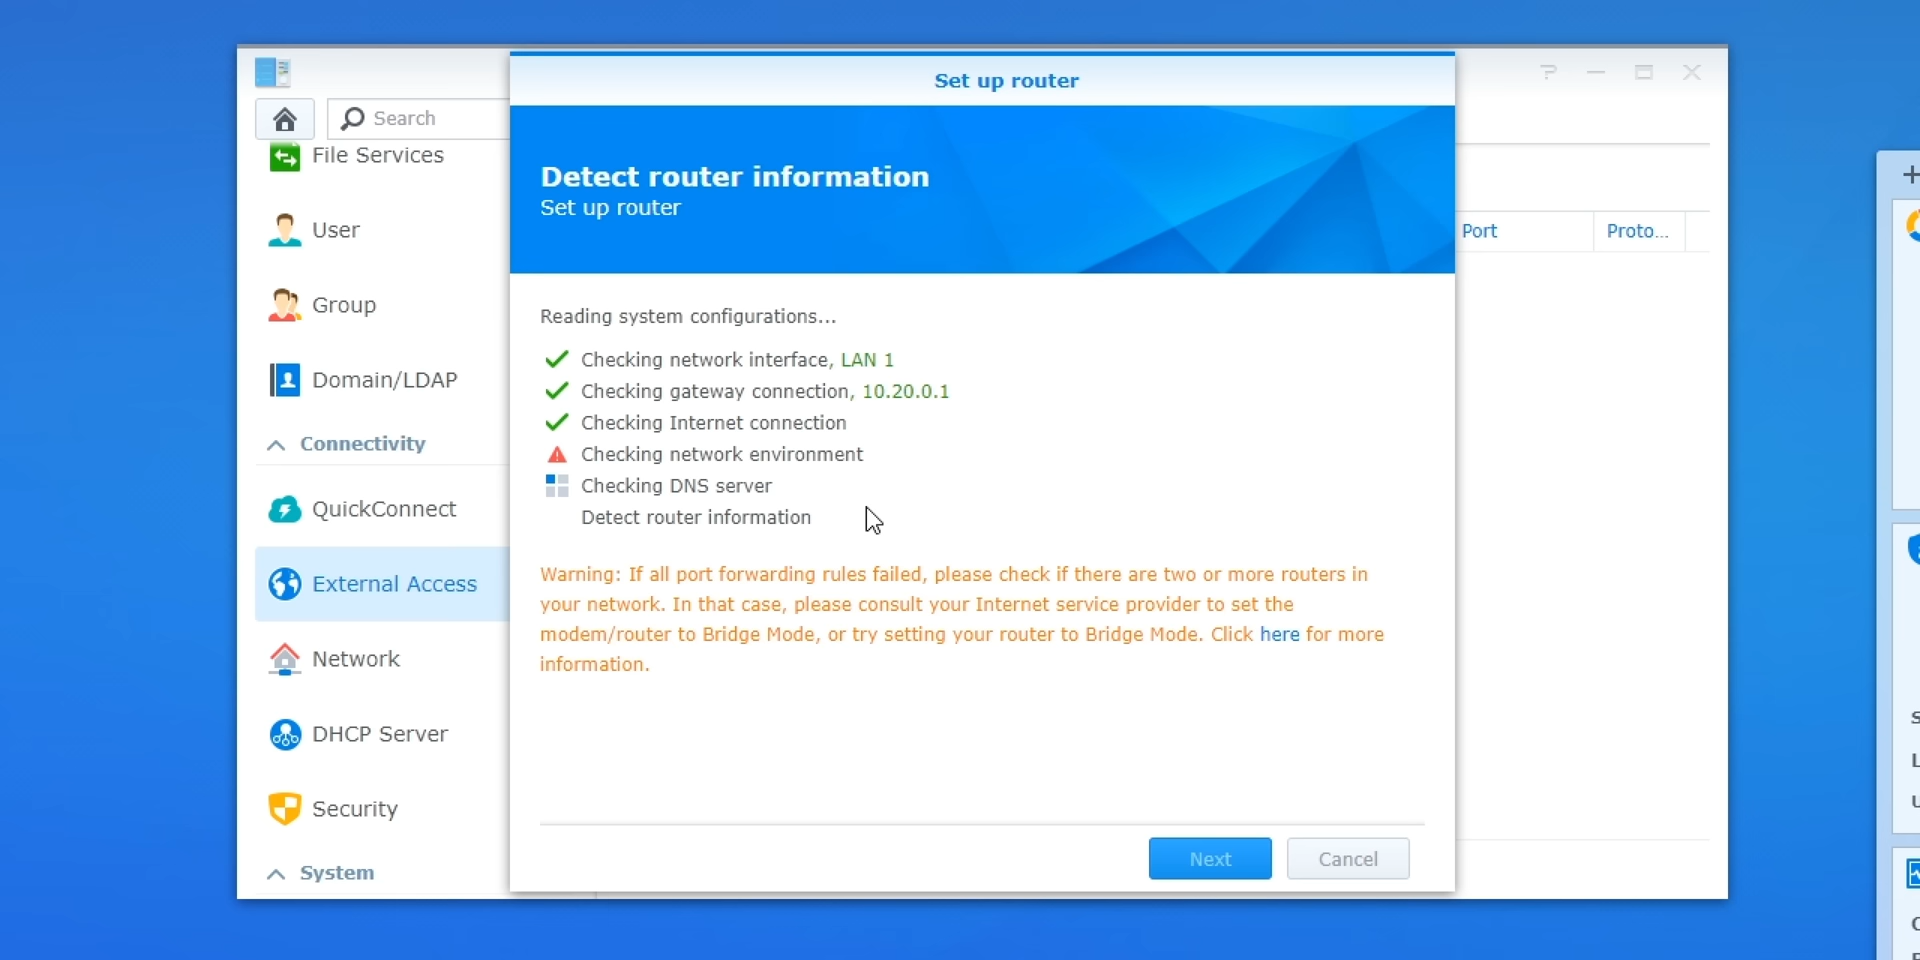 Set up router
?
Search
File Services
User
Group
Domain/LDAP
Connectivity
QuickConnect
External Access
Network
DHCP Server
Security
System
Detect router information
Set up router
Reading system configurations...
Checking network interface, LAN 1
Checking gateway connection, 10.20.0.1
Checking Internet connection
Checking network environment
Checking DNS server
Detect router information
Warning: If all port forwarding rules failed, please check if there are two or more routers in
your network. In that case, please consult your Internet service provider to set the
modem/router to Bridge Mode, or try setting your router to Bridge Mode. Click here for more
information.
Next
Cancel
Port
Proto...